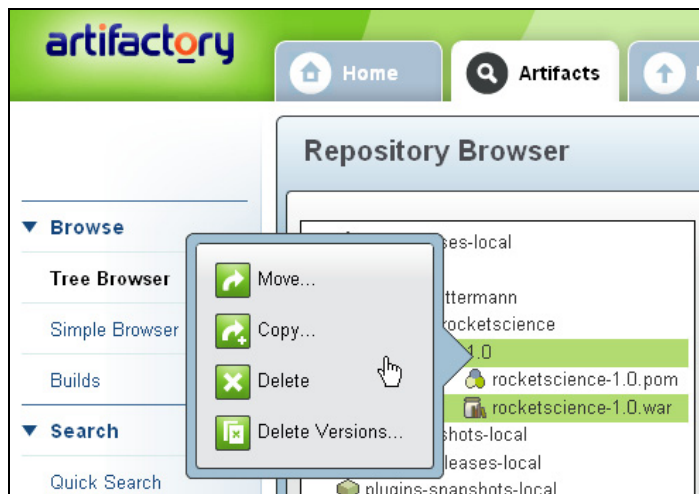 artifactory
Home
Artifacts
Repository Browser
Browse
Tree Browser
Simple Browser
Builds
Search
Quick Search
Move...
Copy...
Delete
Delete Versions...
ses-local
ttermann
rocketscience
1.0
rocketscience-1.0.pom
rocketscience-1.0.war
shots-local
leases-local
plugins-snapshots-local